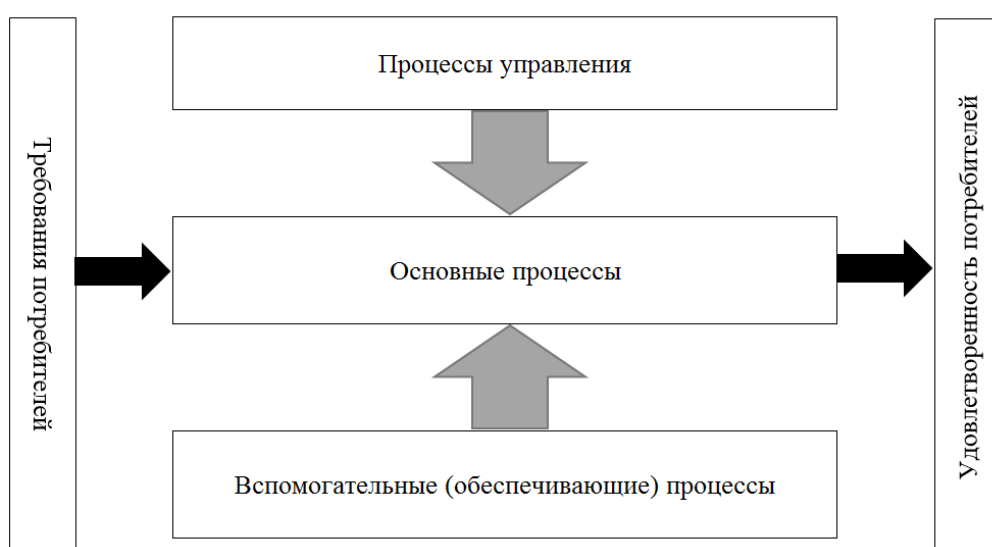 Требования потребителей
Процессы управления
Основные процессы
Вспомогательные (обеспечивающие) процессы
Удовлетворенность потребителей